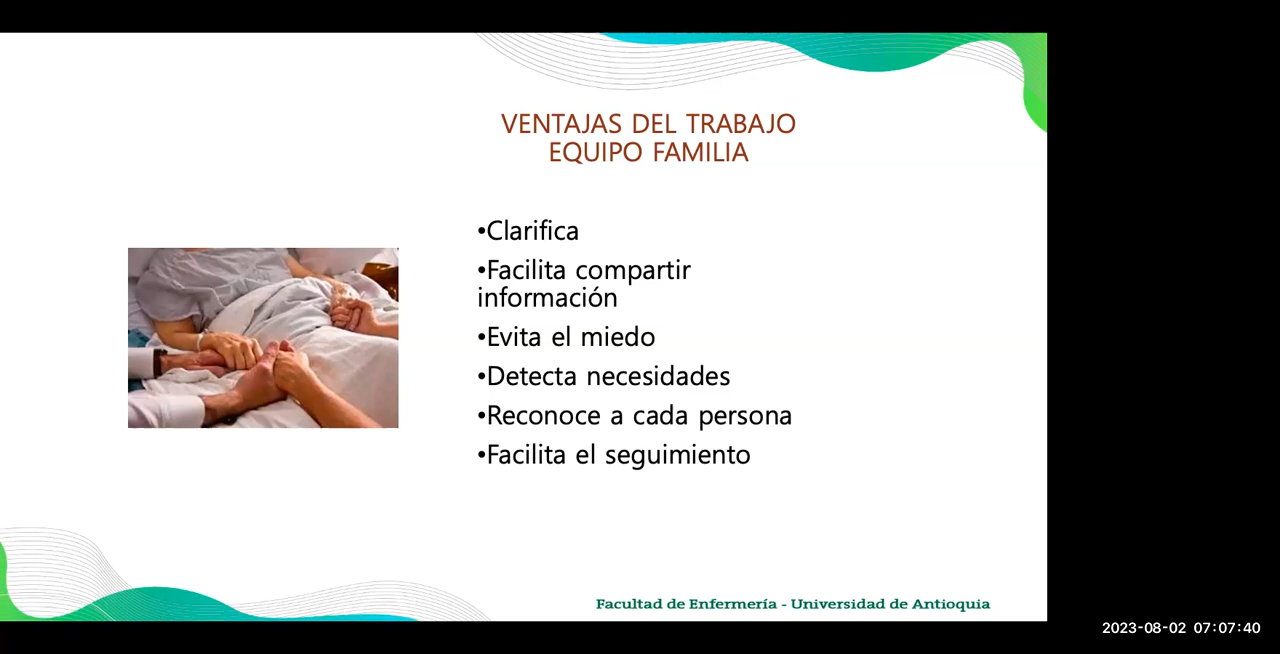 VENTAJAS DEL TRABAJO
EQUIPO FAMILIA
•Clarifica
•Facilita compartir
información
•Evita el miedo
•Detecta necesidades
•Reconoce a cada persona
•Facilita el seguimiento
Facultad de Enfermería - Universidad de Antioquia
2023-08-02 07:07:40